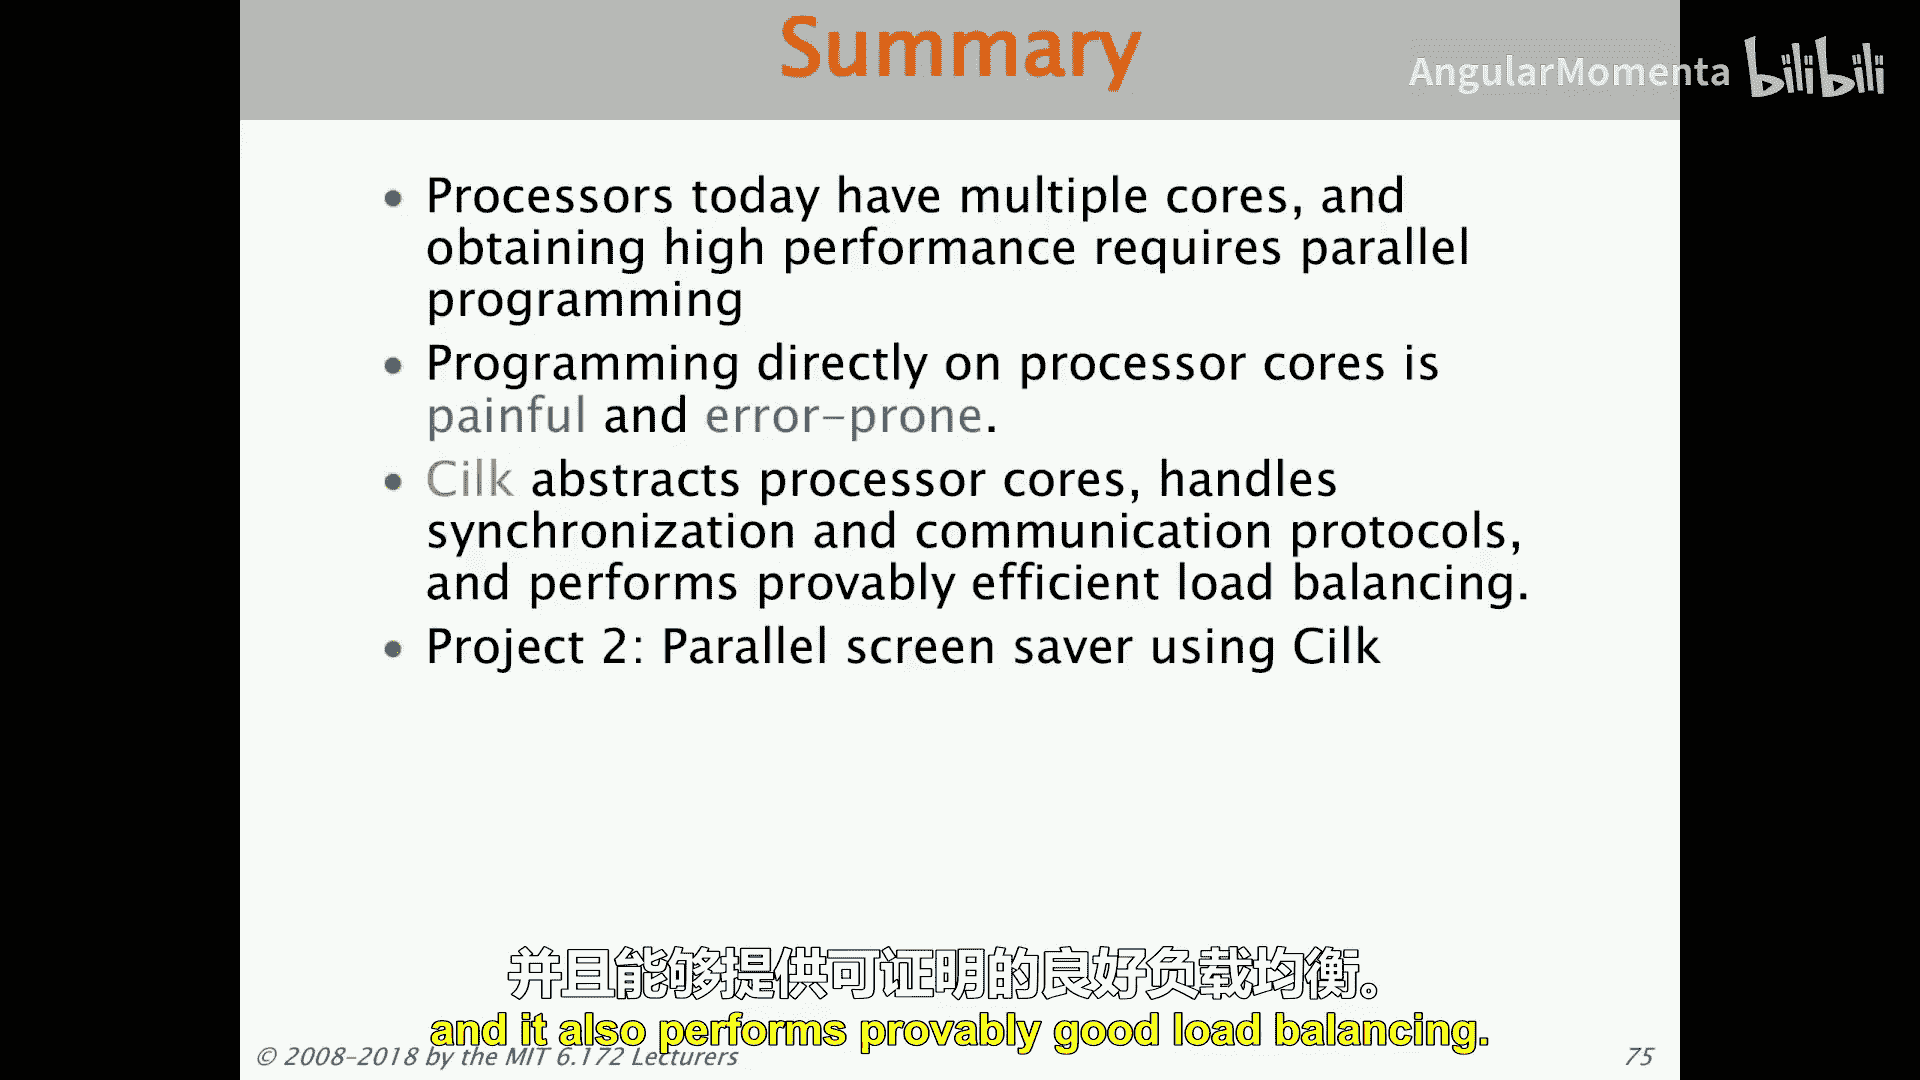 Summary
AngularMomenta bilibili
• Processors today have multiple cores, and
obtaining high performance requires parallel
programming
• Programming directly on processor cores is
painful and error-prone.
• Cilk abstracts processor cores, handles
synchronization and communication protocols,
and performs provably efficient load balancing.
• Project 2: Parallel screen saver using Cilk
并且能够提供可证明的良好负载均衡。
and it also performs provably good load balancing.
© 2008-2018 by the MIT 6.172 Lecturers
75